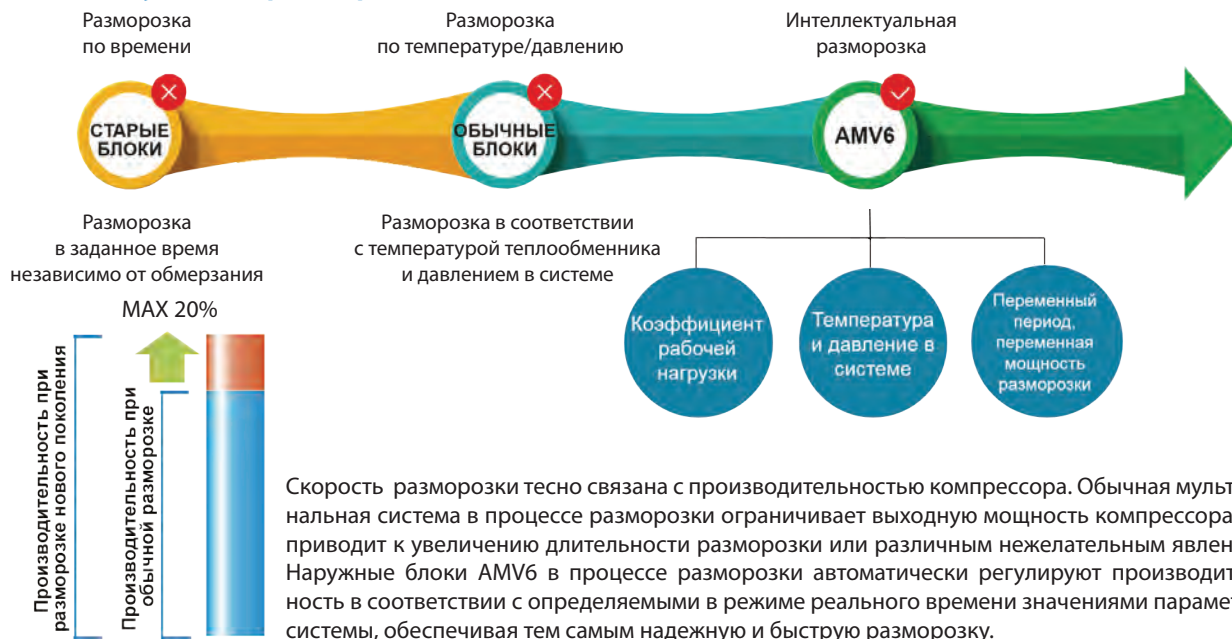 Разморозка
по времени
Разморозка
по температуре/давлению
Интеллектуальная
разморозка
СТАРЫЕ
БЛОКИ
ОБЫЧНЫЕ
БЛОКИ
AMV6
Разморозка
в заданное время
независимо от обмерзания
Разморозка в соответствии
с температурой теплообменника
и давлением в системе
Коэффициент
рабочей
нагрузки
Температура
и давление в
системе
Переменный
период,
переменная
мощность
разморозки
MAX 20%
Производительность при
разморозке нового поколения
Производительность при
обычной разморозке
Скорость разморозки тесно связана с производительностью компрессора. Обычная мульт
нальная система в процессе разморозки ограничивает выходную мощность компрессора
приводит к увеличению длительности разморозки или различным нежелательным явлен
Наружные блоки AMV6 в процессе разморозки автоматически регулируют производит
ность в соответствии с определяемыми в режиме реального времени значениями парамет
системы, обеспечивая тем самым надежную и быструю разморозку.